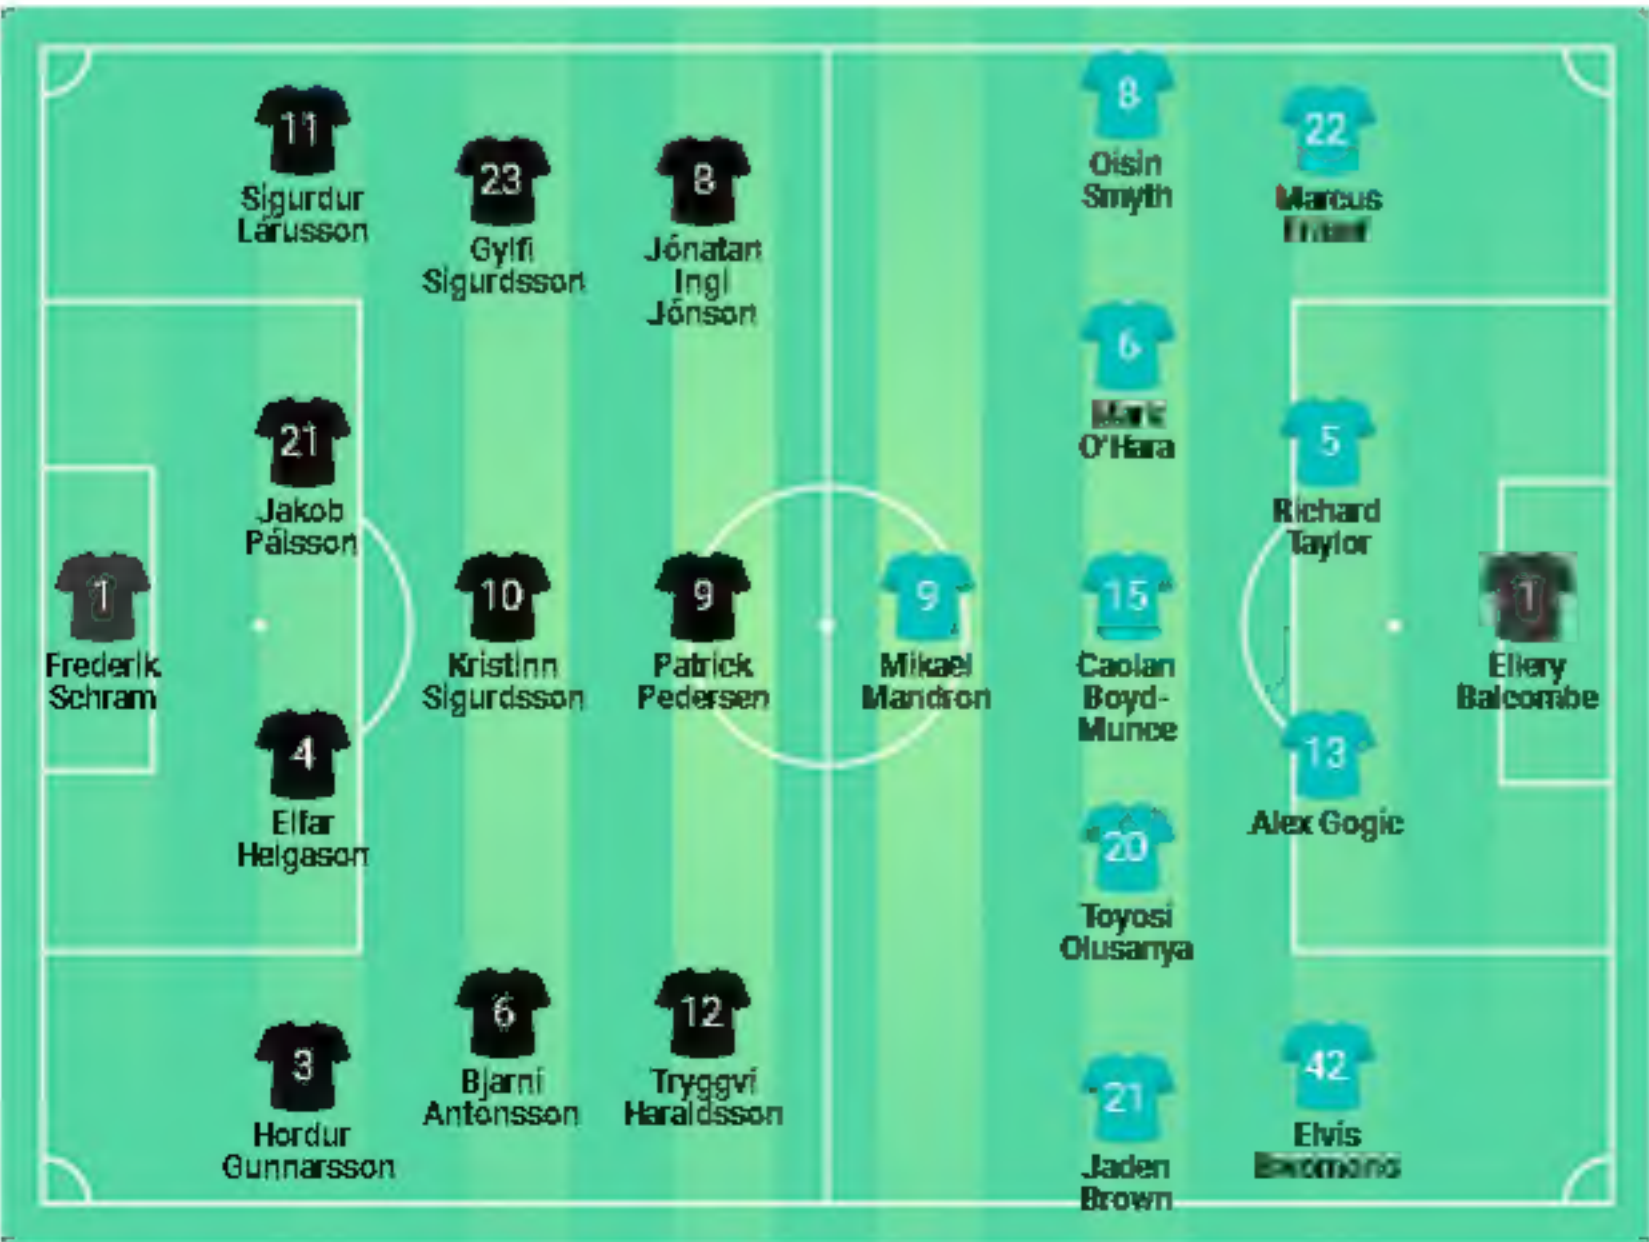 11
Sigurdur
Lárusson
21
Jakob
Pálsson
1
Frederik
Schram
4
Elfar
Helgason
3
Hordur
Gunnarsson
23
Gylfi
Sigurdsson
10
Kristinn
Sigurdsson
6
Bjarni
Antonsson
8
Jónatan
Ingi
Jónson
9
Patrick
Pedersen
12
Tryggvi
Haraldsson
9
Mikael
Mandron
8
Oisin
Smyth
6
Mark
O'Hara
15
Caolan
Boyd-
Munce
20
Toyosi
Olusanya
21
Jaden
Brown
22
Marcus
5
Richard
Taylor
13
Alex Gogic
42
Elvis
1
Ellery
Balcombe